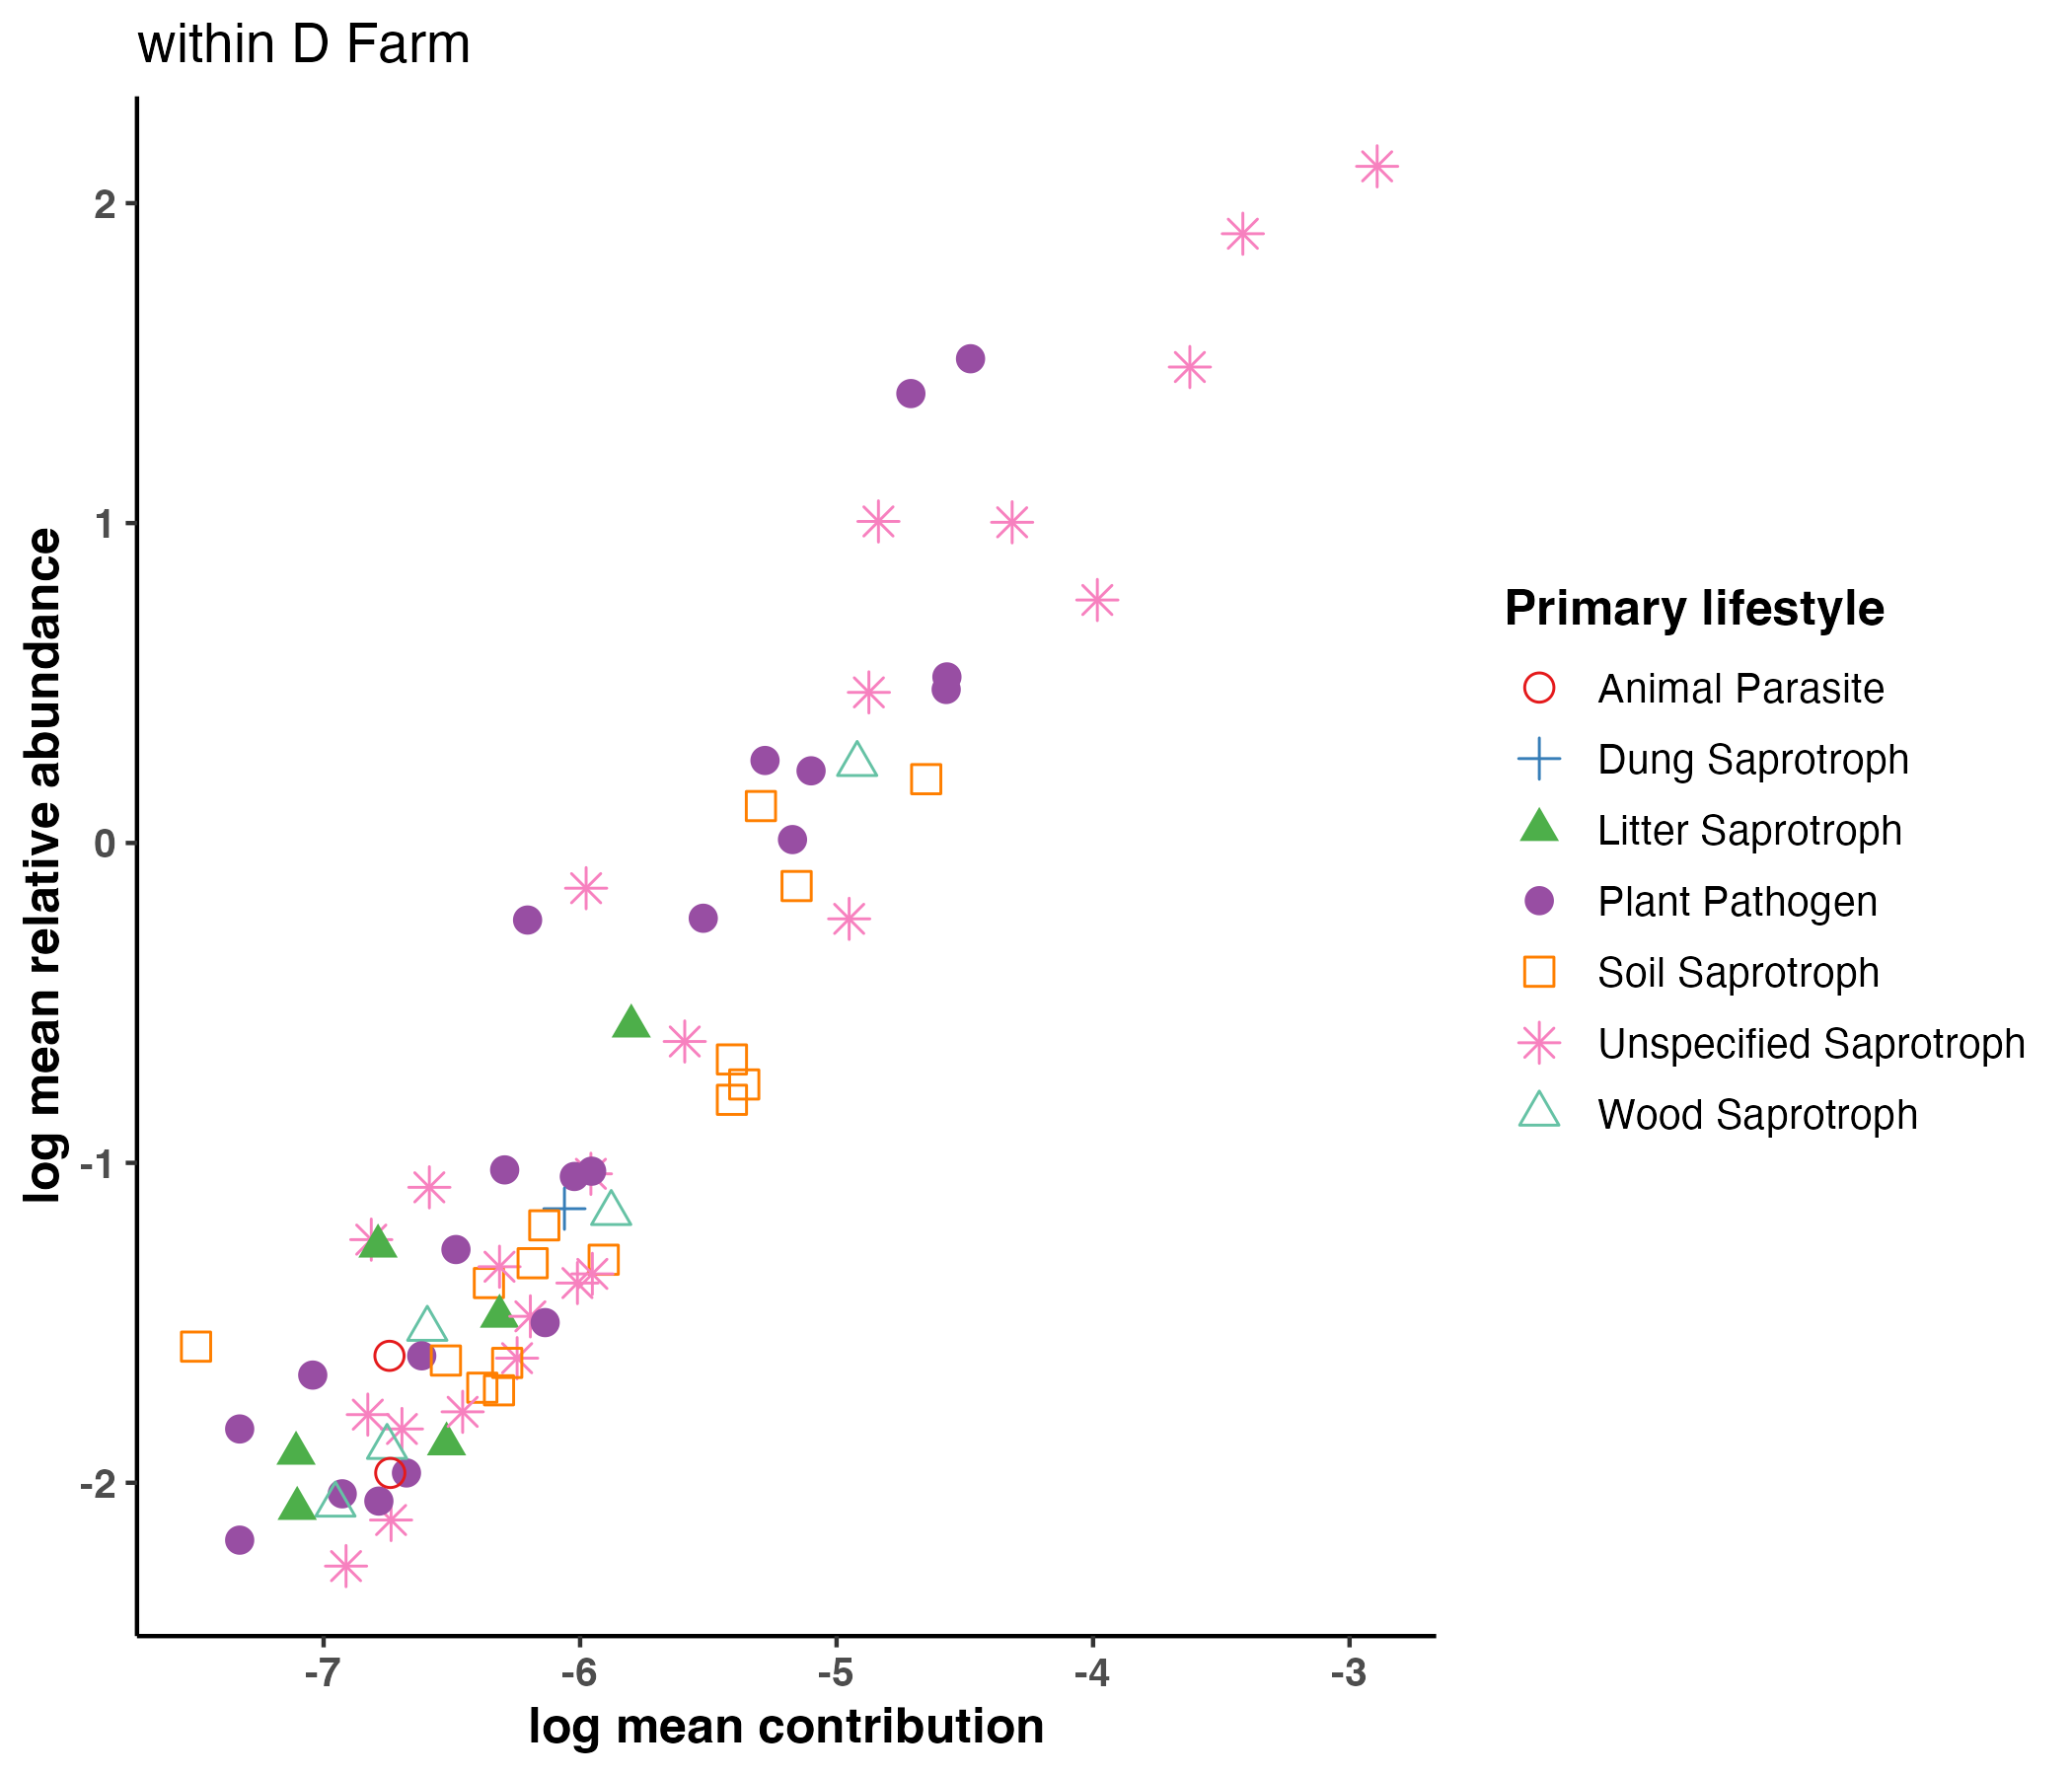 within D Farm
log mean relative abundance
2
1
0
-1
-2
-7 -6 -5 -4 -3
log mean contribution
Primary lifestyle
Animal Parasite
Dung Saprotroph
Litter Saprotroph
Plant Pathogen
Soil Saprotroph
Unspecified Saprotroph
Wood Saprotroph